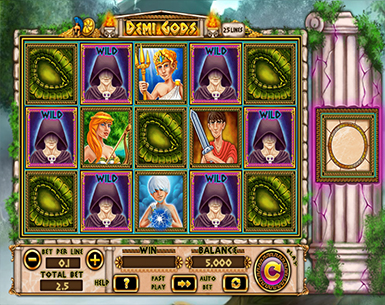 DEMI GODS
25 LINES
WILD WILD
WILD WILD
WILD WILD
BET PER LINE
0.1
TOTAL BET
2.5
HELP
WIN
BALANCE
5,000
?
FAST PLAY
AUTO BET
PLAY